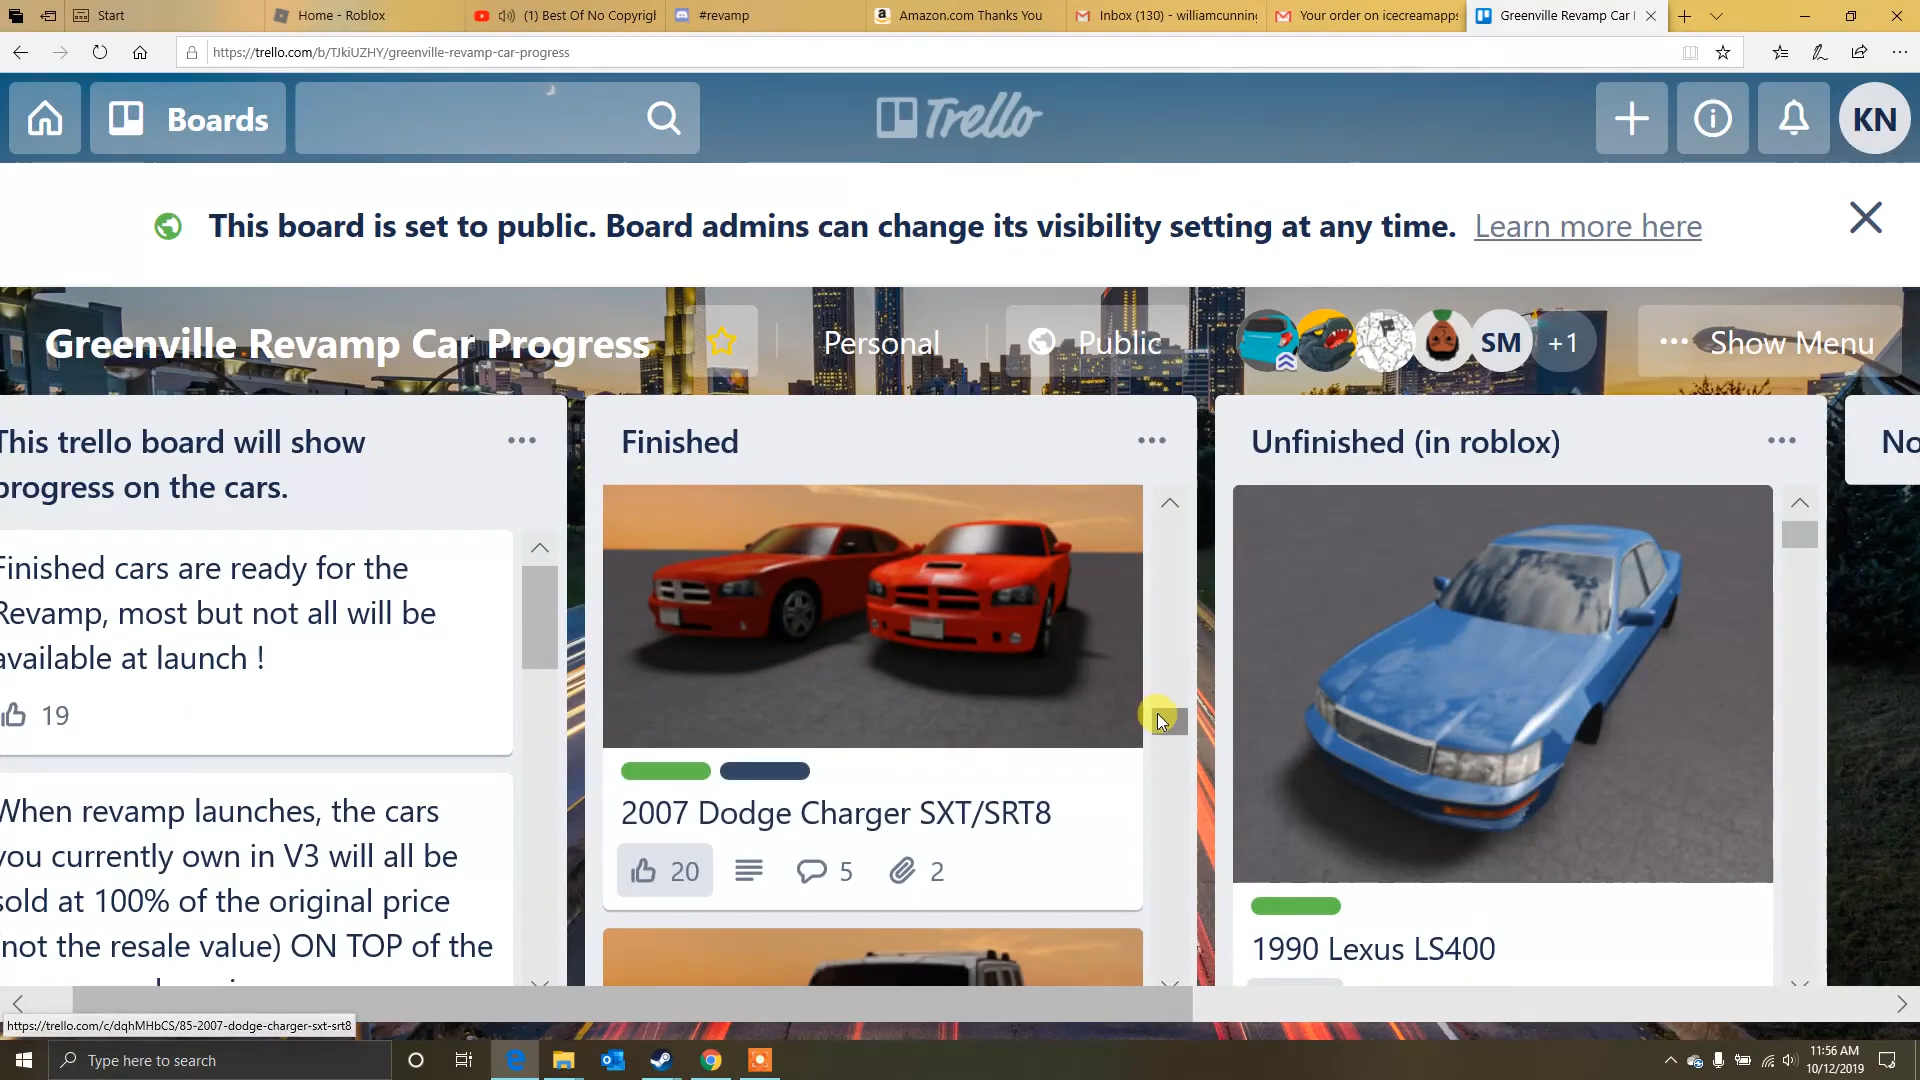 Start
Home - Roblox
(1) Best Of No Copyrigh
#revamp
Amazon.com Thanks You
Inbox (130) - williamcunning
Your order on icecreamapps
Greenville Revamp Car
https://trello.com/b/TJkiUZHY/greenville-revamp-car-progress
Boards
Trello
KN
This board is set to public. Board admins can change its visibility setting at any time. Learn more here
Greenville Revamp Car Progress
Personal
Public
SM
+1
Show Menu
This trello board will show
progress on the cars.
Finished cars are ready for the
Revamp, most but not all will be
available at launch !
19
When revamp launches, the cars
you currently own in V3 will all be
sold at 100% of the original price
not the resale value) ON TOP of the
Finished
2007 Dodge Charger SXT/SRT8
20
5
2
Unfinished (in roblox)
1990 Lexus LS400
No
https://trello.com/c/dqhMHbCS/85-2007-dodge-charger-sxt-srt8
Type here to search
11:56 AM
10/12/2019